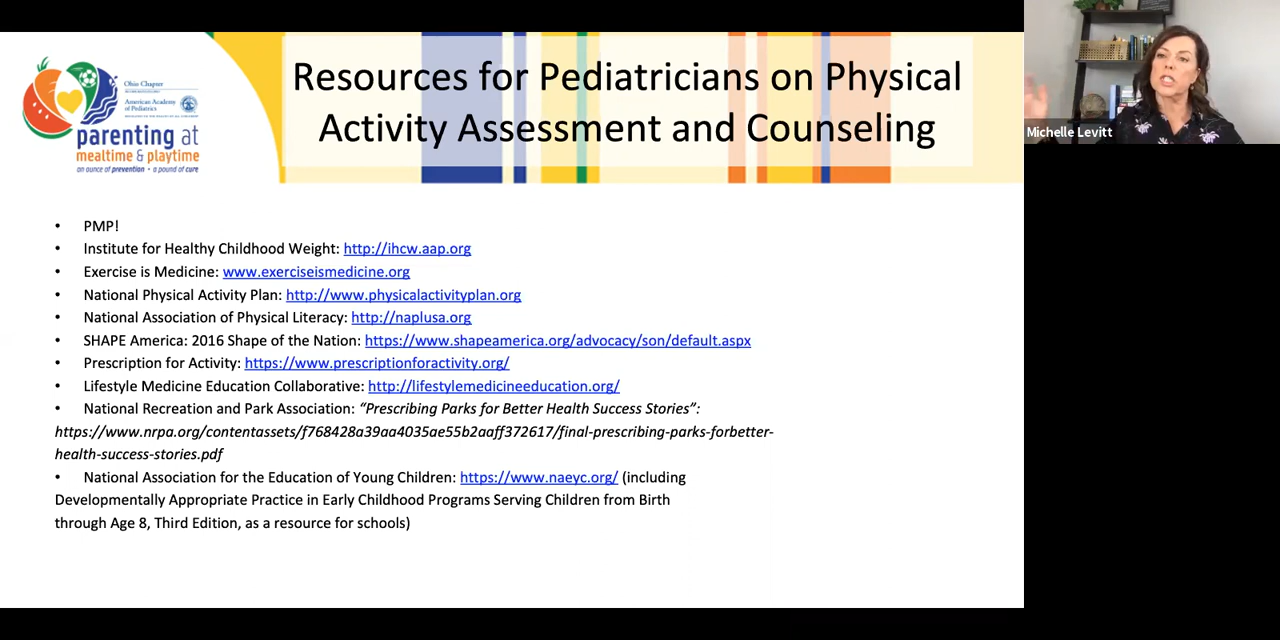 Resources for Pediatricians on Physical
Activity Assessment and Counseling
Ohio Chapter
American Academy
of Pediatrics
parenting at
mealtime & playtime
an ounce of prevention • a pound of cure
Michelle Levitt
• PMP!
• Institute for Healthy Childhood Weight: http://ihcw.aap.org
• Exercise is Medicine: www.exerciseismedicine.org
• National Physical Activity Plan: http://www.physicalactivityplan.org
• National Association of Physical Literacy: http://naplusa.org
• SHAPE America: 2016 Shape of the Nation: https://www.shapeamerica.org/advocacy/son/default.aspx
• Prescription for Activity: https://www.prescriptionforactivity.org/
• Lifestyle Medicine Education Collaborative: http://lifestylemedicineeducation.org/
• National Recreation and Park Association: “Prescribing Parks for Better Health Success Stories”:
https://www.nrpa.org/contentassets/f768428a39aa4035ae55b2aaff372617/final-prescribing-parks-forbetter-
health-success-stories.pdf
• National Association for the Education of Young Children: https://www.naeyc.org/ (including
Developmentally Appropriate Practice in Early Childhood Programs Serving Children from Birth
through Age 8, Third Edition, as a resource for schools)